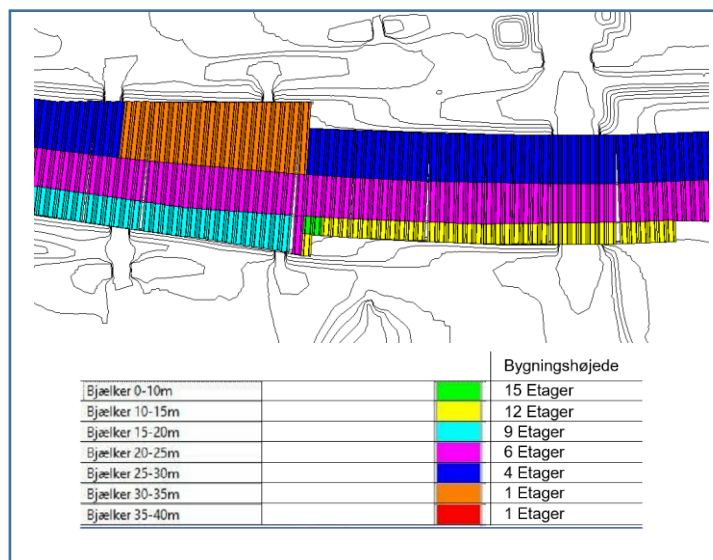 Bygningshøjede
Bjælker 0-10m 15 Etager
Bjælker 10-15m 12 Etager
Bjælker 15-20m 9 Etager
Bjælker 20-25m 6 Etager
Bjælker 25-30m 4 Etager
Bjælker 30-35m 1 Etager
Bjælker 35-40m 1 Etager